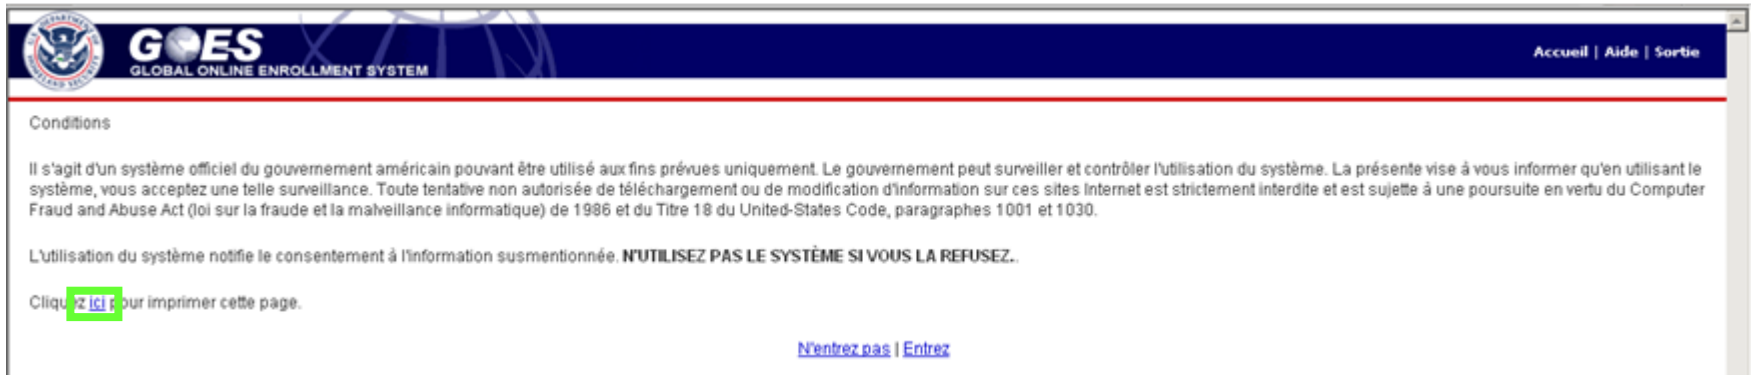 GOES
GLOBAL ONLINE ENROLLMENT SYSTEM
Accueil | Aide | Sortie
Conditions
Il s'agit d'un système officiel du gouvernement américain pouvant être utilisé aux fins prévues uniquement. Le gouvernement peut surveiller et contrôler l'utilisation du système. La présente vise à vous informer qu'en utilisant le
système, vous acceptez une telle surveillance. Toute tentative non autorisée de téléchargement ou de modification d'information sur ces sites Internet est strictement interdite et est sujette à une poursuite en vertu du Computer
Fraud and Abuse Act (loi sur la fraude et la malveillance informatique) de 1986 et du Titre 18 du United-States Code, paragraphes 1001 et 1030.
L'utilisation du système notifie le consentement à l'information susmentionnée. N'UTILISEZ PAS LE SYSTÈME SI VOUS LA REFUSEZ..
Cliquez ici pour imprimer cette page.
N'entrez pas | Entrez